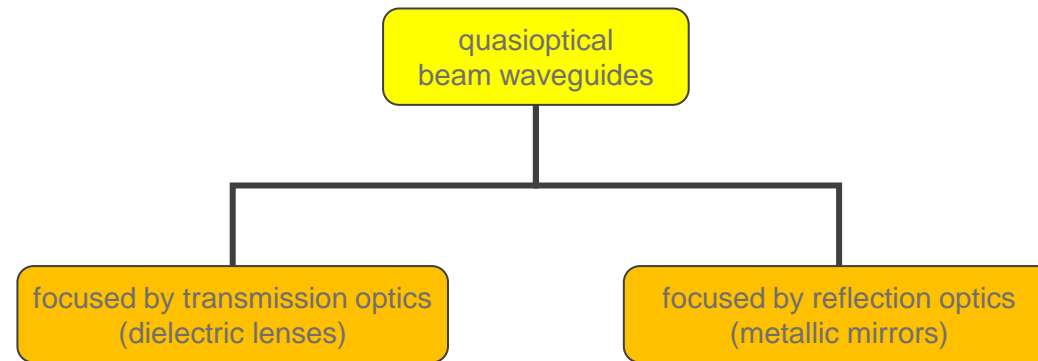 quasioptical
beam waveguides
focused by transmission optics
(dielectric lenses)
focused by reflection optics
(metallic mirrors)